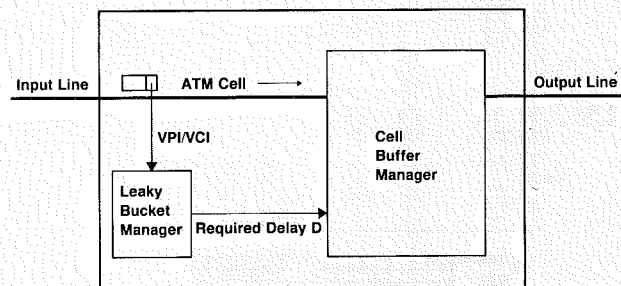 Input Line
ATM Cell
Output Line
VPI/VCI
Cell
Buffer
Manager
Leaky
Bucket
Manager
Required Delay D